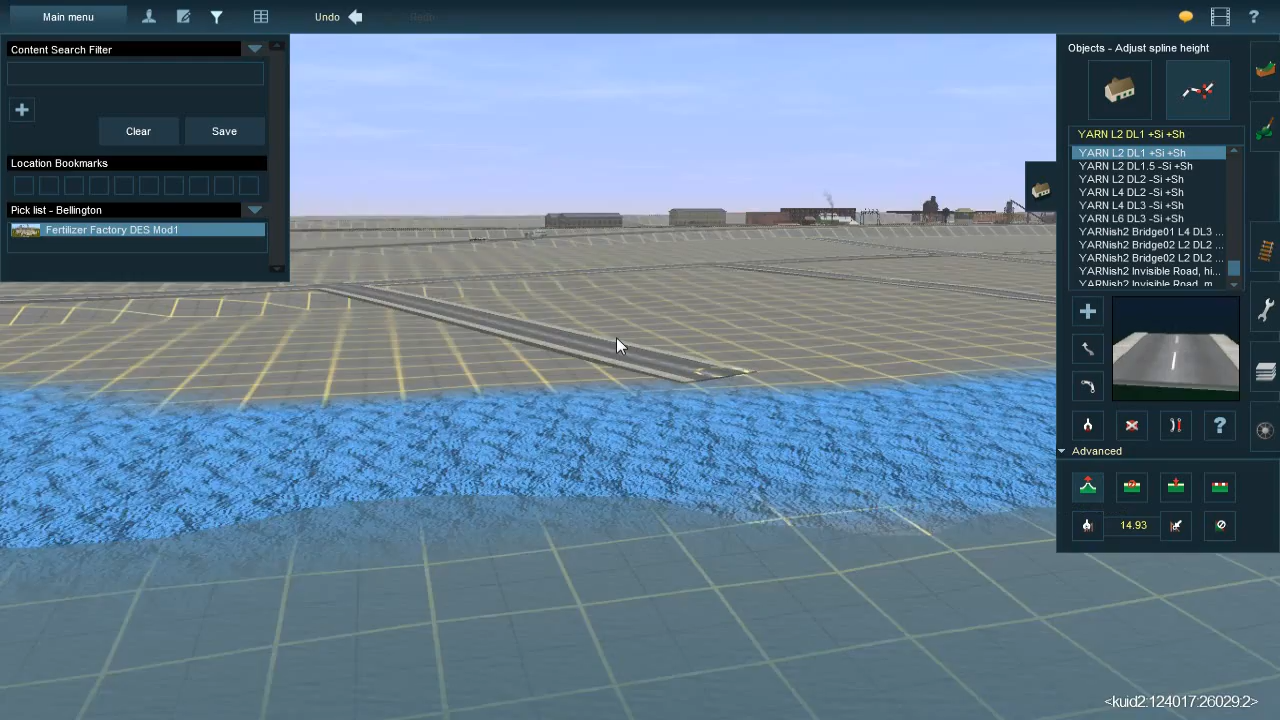 Main menu
Undo
Redo
Content Search Filter
Clear
Save
Location Bookmarks
Pick list - Bellington
Fertilizer Factory DES Mod1
Objects - Adjust spline height
YARN L2 DL1 +Si +Sh
YARN L2 DL1 +Si +Sh
YARN L2 DL1.5 -Si +Sh
YARN L2 DL2 -Si +Sh
YARN L4 DL2 -Si +Sh
YARN L4 DL3 -Si +Sh
YARN L6 DL3 -Si +Sh
YARNish2 Bridge01 L4 DL3 ...
YARNish2 Bridge02 L2 DL2 ...
YARNish2 Bridge02 L2 DL2 ...
YARNish2 Invisible Road, hi...
YARNish2 Invisible Road, m...
Advanced
14.93
<kuid2:124017:26029:2>